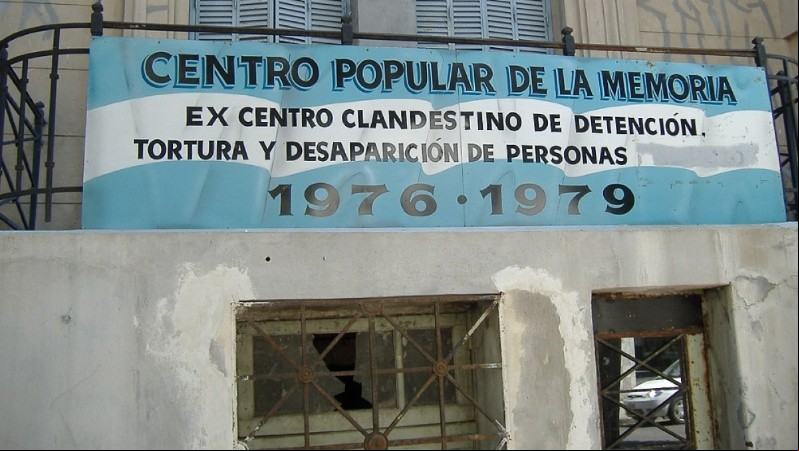 CENTRO POPULAR DE LA MEMORIA
EX CENTRO CLANDESTINO DE DETENCIÓN.
TORTURA Y DESAPARICIÓN DE PERSONAS
1976 · 1979